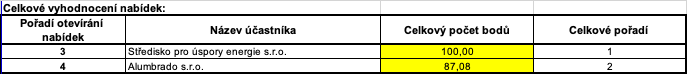 Celkové vyhodnocení nabídek:
Pořadí otevírání nabídek Název účastníka Celkový počet bodů Celkové pořadí
3 Středisko pro úspory energie s.r.o. 100,00 1
4 Alumbrado s.r.o. 87,08 2